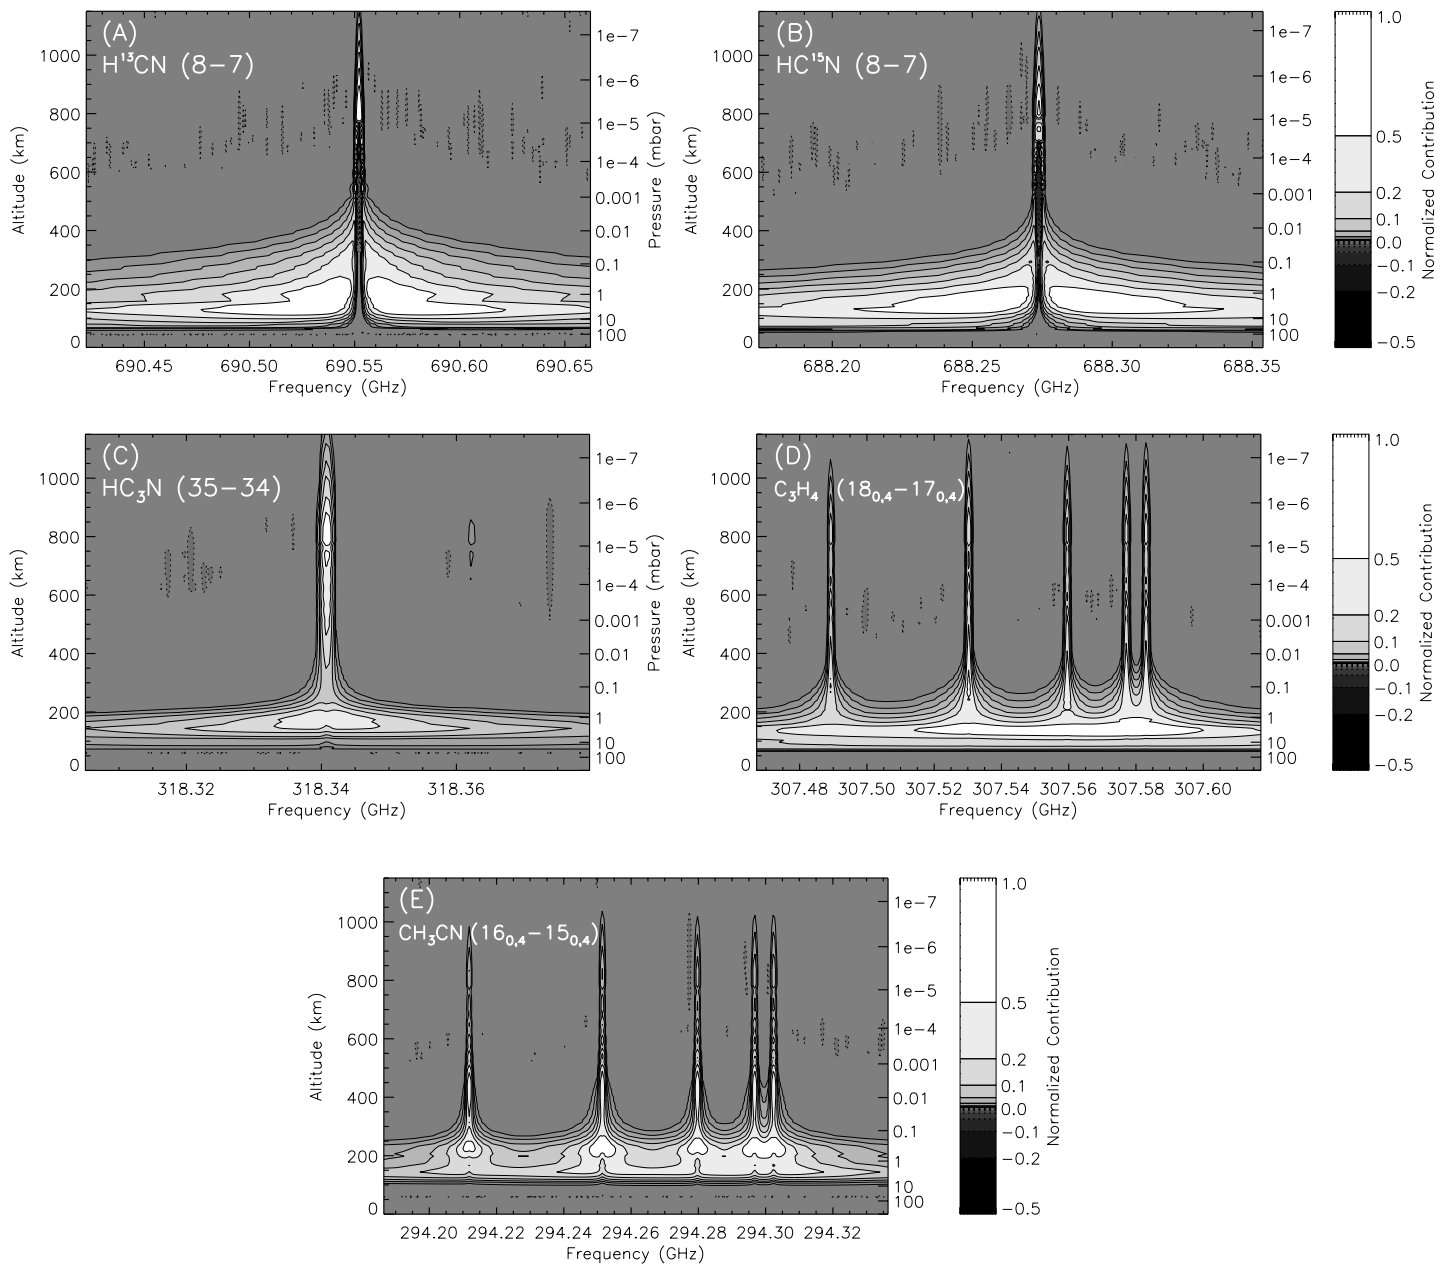 (A)
H¹³CN (8−7)
Altitude (km)
1000
800
600
400
200
0
1e−7
1e−6
1e−5
1e−4
0.001
0.01
0.1
1
10
100
Pressure (mbar)
690.45 690.50 690.55 690.60 690.65
Frequency (GHz)
(B)
HC¹⁵N (8−7)
Altitude (km)
1000
800
600
400
200
0
1e−7
1e−6
1e−5
1e−4
0.001
0.01
0.1
1
10
100
688.20 688.25 688.30 688.35
Frequency (GHz)
1.0
0.5
0.2
0.1
0.0
−0.1
−0.2
−0.5
Normalized Contribution
(C)
HC₃N (35−34)
Altitude (km)
1000
800
600
400
200
0
1e−7
1e−6
1e−5
1e−4
0.001
0.01
0.1
1
10
100
Pressure (mbar)
318.32 318.34 318.36
Frequency (GHz)
(D)
C₃H₄ (18₀,₄−17₀,₄)
Altitude (km)
1000
800
600
400
200
0
1e−7
1e−6
1e−5
1e−4
0.001
0.01
0.1
1
10
100
307.48 307.50 307.52 307.54 307.56 307.58 307.60
Frequency (GHz)
1.0
0.5
0.2
0.1
0.0
−0.1
−0.2
−0.5
Normalized Contribution
(E)
CH₃CN (16₀,₄−15₀,₄)
Altitude (km)
1000
800
600
400
200
0
1e−7
1e−6
1e−5
1e−4
0.001
0.01
0.1
1
10
100
294.20 294.22 294.24 294.26 294.28 294.30 294.32
Frequency (GHz)
1.0
0.5
0.2
0.1
0.0
−0.1
−0.2
−0.5
Normalized Contribution